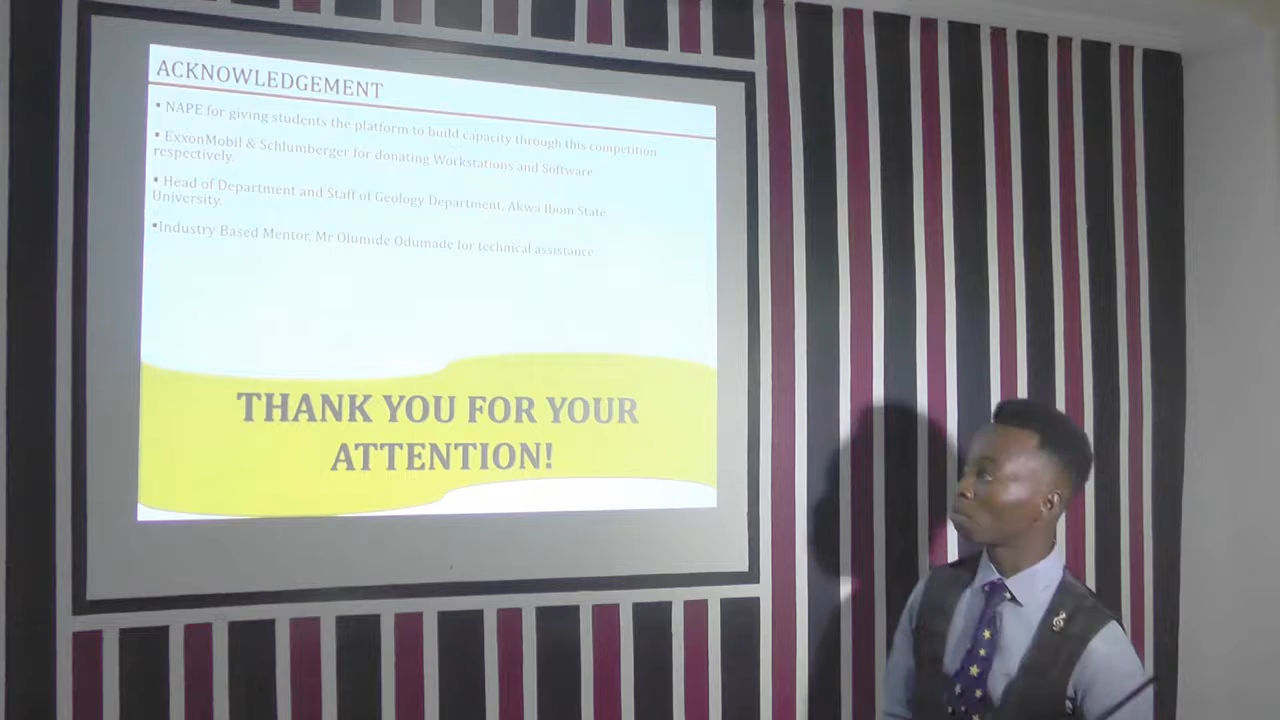 ACKNOWLEDGEMENT
• NAPE for giving students the platform to build capacity through this competition
• ExxonMobil & Schlumberger for donating Workstations and Software
respectively.
• Head of Department and Staff of Geology Department, Akwa Ibom State
University.
•Industry Based Mentor, Mr Olumide Odumade for technical assistance
THANK YOU FOR YOUR
ATTENTION!